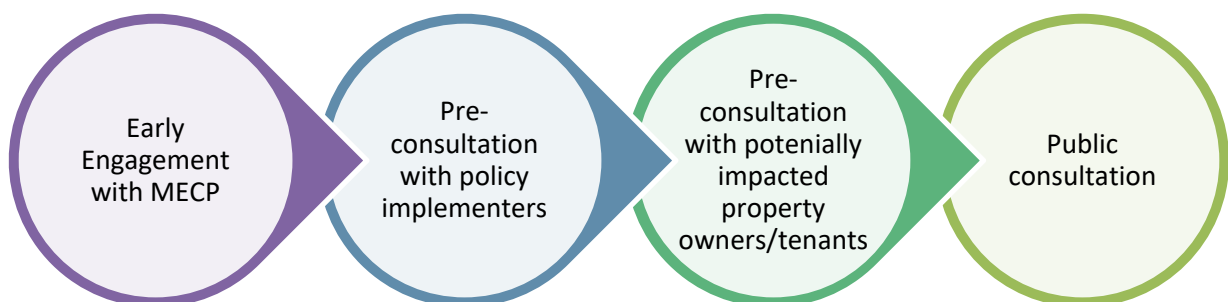 Early
Engagement
with MECP
Pre-
consultation
with policy
implementers
Pre-
consultation
with potenially
impacted
property
owners/tenants
Public
consultation